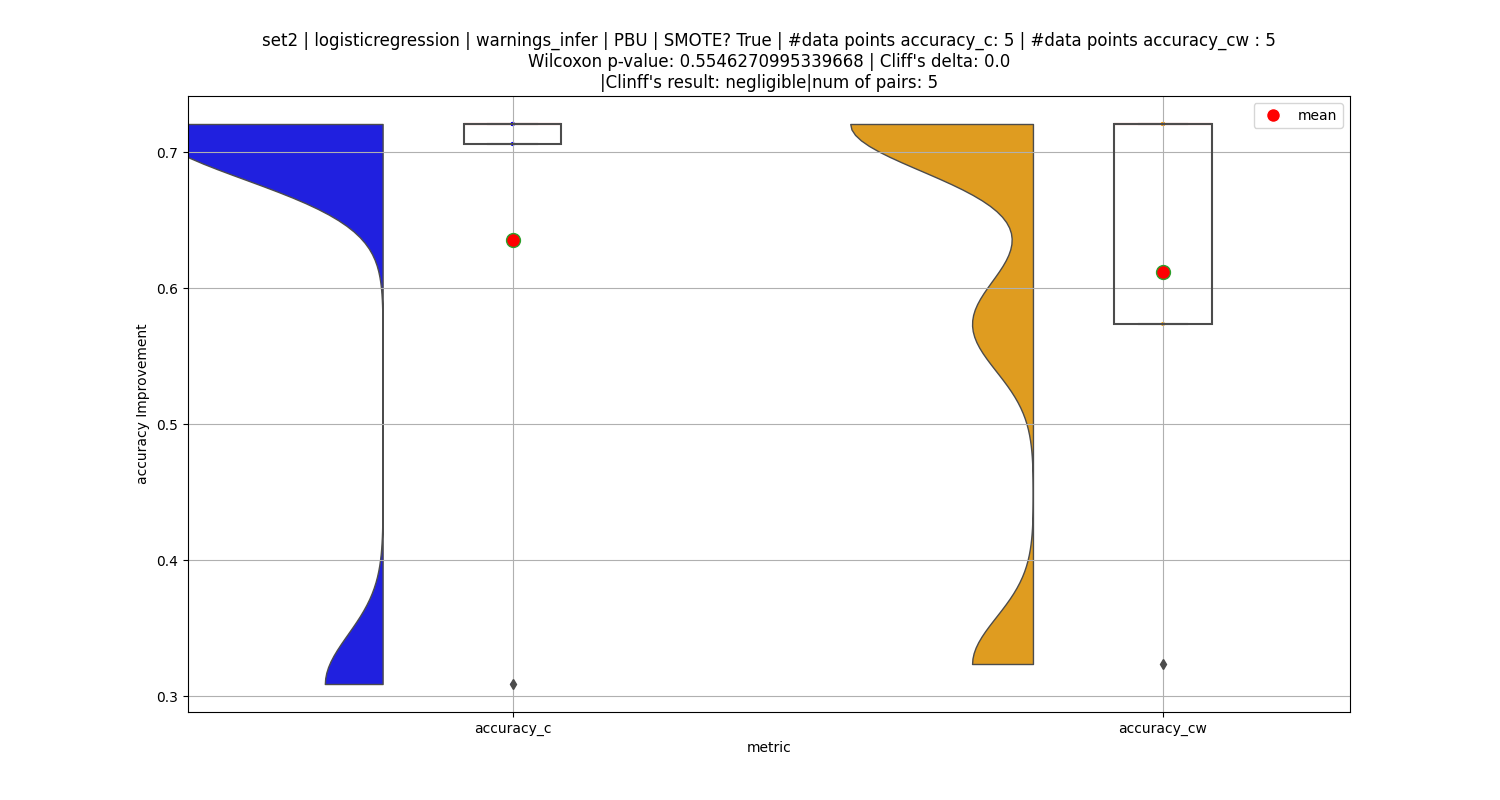 set2 | logisticregression | warnings_infer | PBU | SMOTE? True | #data points accuracy_c: 5 | #data points accuracy_cw : 5
Wilcoxon p-value: 0.5546270995339668 | Cliff's delta: 0.0
|Clinff's result: negligible|num of pairs: 5
mean
0.7
0.6
0.5
0.4
0.3
accuracy Improvement
accuracy_c
accuracy_cw
metric